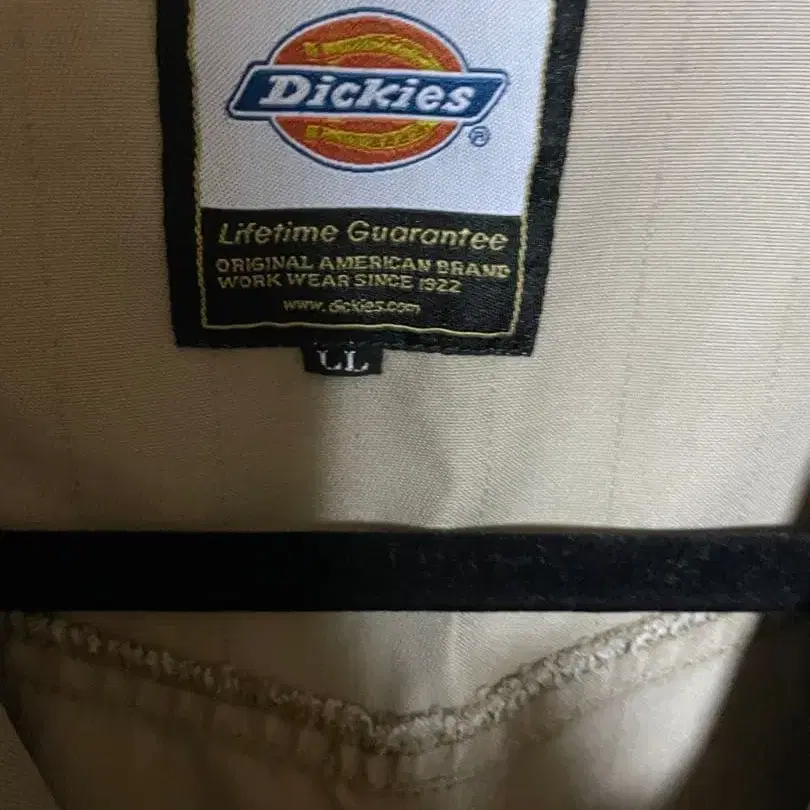 Dickies
®
Lifetime Guarantee
ORIGINAL AMERICAN BRAND
WORK WEAR SINCE 1922
www.dickies.com
LL